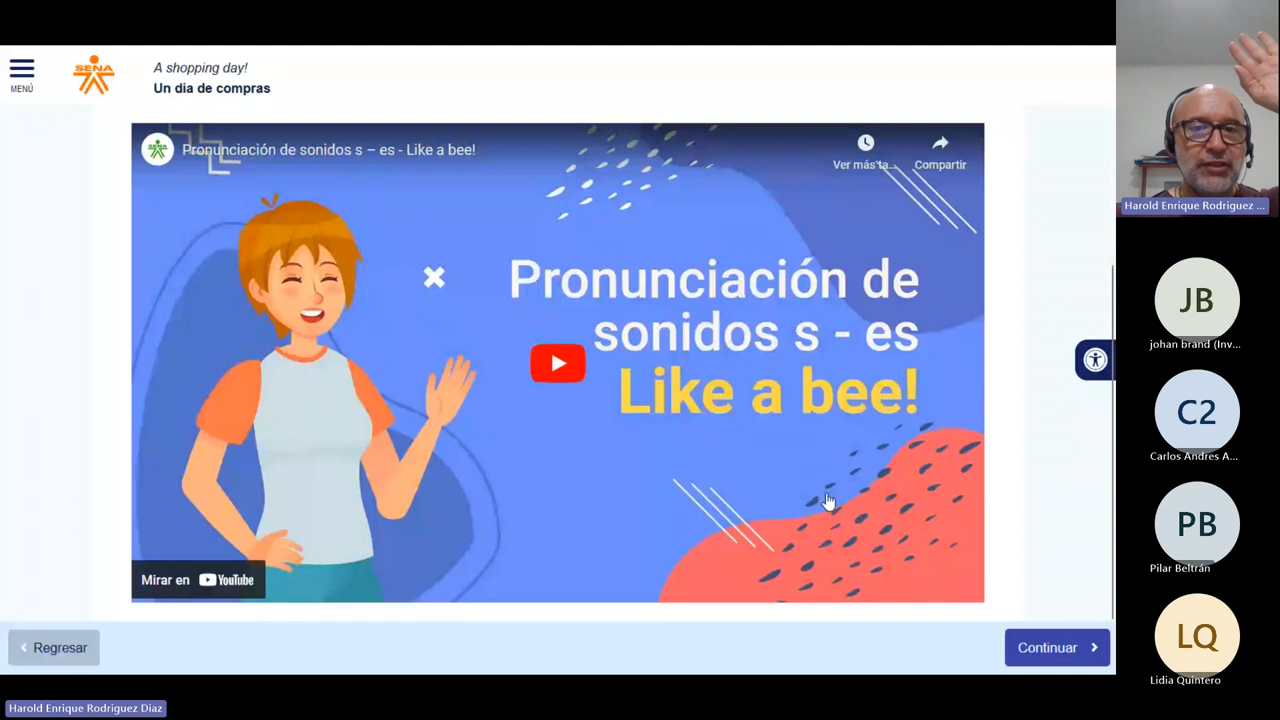 MENÚ
SENA
A shopping day!
Un día de compras
Pronunciación de sonidos s – es - Like a bee!
Ver más ta...
Compartir
Pronunciación de
sonidos s - es
Like a bee!
Mirar en YouTube
Regresar
Continuar
Harold Enrique Rodriguez Diaz
Harold Enrique Rodriguez ...
JB
johan brand (Inv...
C2
Carlos Andres A...
PB
Pilar Beltrán
LQ
Lidia Quintero